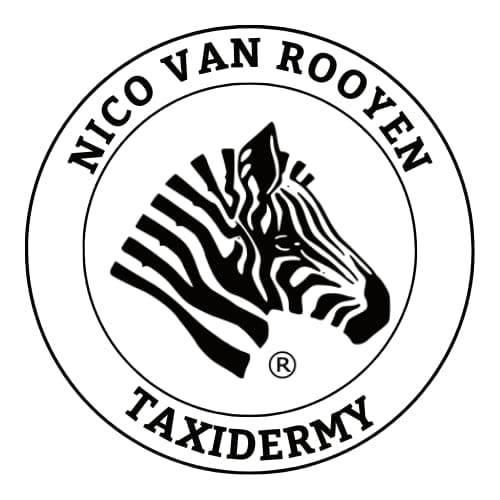 NICO VAN ROOYEN
®
TAXIDERMY